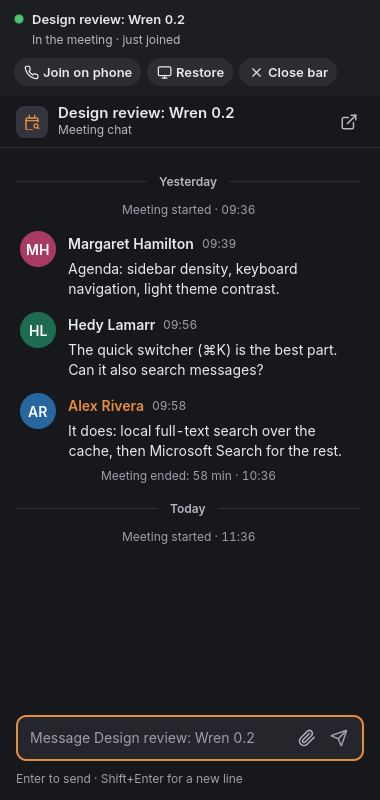 Design review: Wren 0.2
In the meeting · just joined
Join on phone
Restore
Close bar
Design review: Wren 0.2
Meeting chat
Yesterday
Meeting started · 09:36
MH
Margaret Hamilton 09:39
Agenda: sidebar density, keyboard
navigation, light theme contrast.
HL
Hedy Lamarr 09:56
The quick switcher (⌘K) is the best part.
Can it also search messages?
AR
Alex Rivera 09:58
It does: local full-text search over the
cache, then Microsoft Search for the rest.
Meeting ended: 58 min · 10:36
Today
Meeting started · 11:36
Message Design review: Wren 0.2
Enter to send · Shift+Enter for a new line